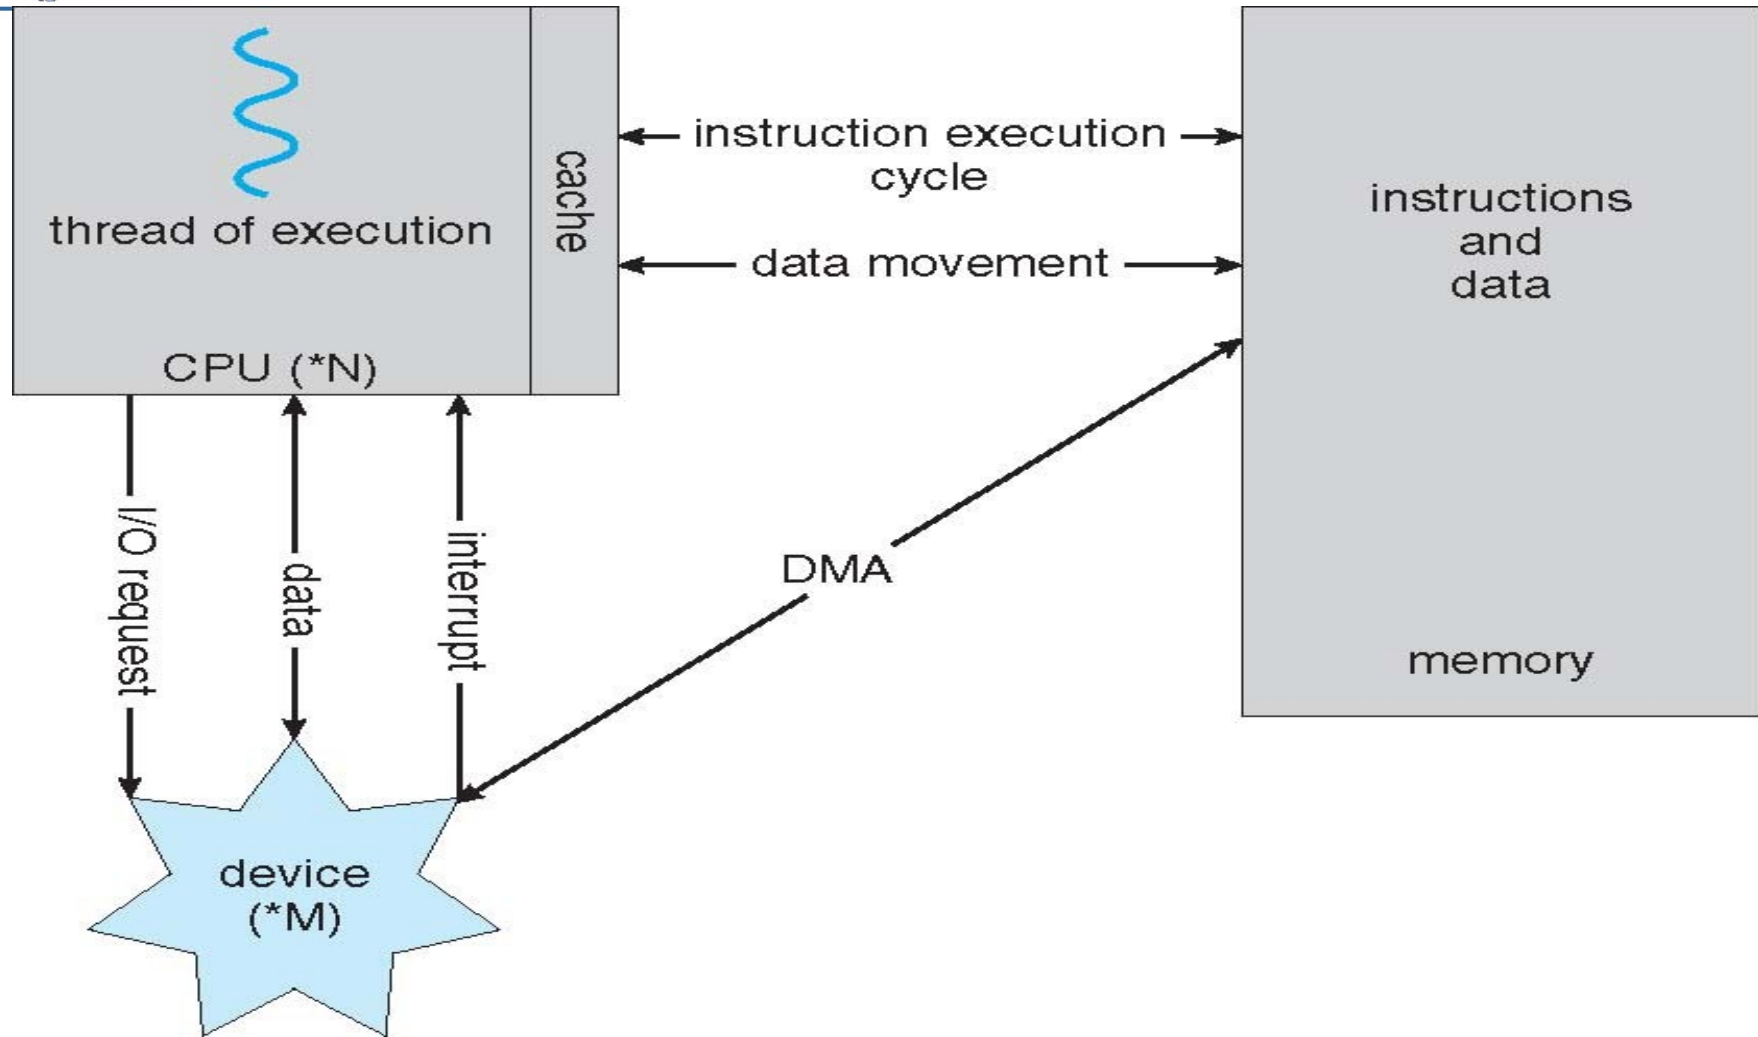 thread of execution
CPU (*N)
cache
instruction execution
cycle
data movement
instructions
and
data
memory
I/O request
data
interrupt
DMA
device
(*M)